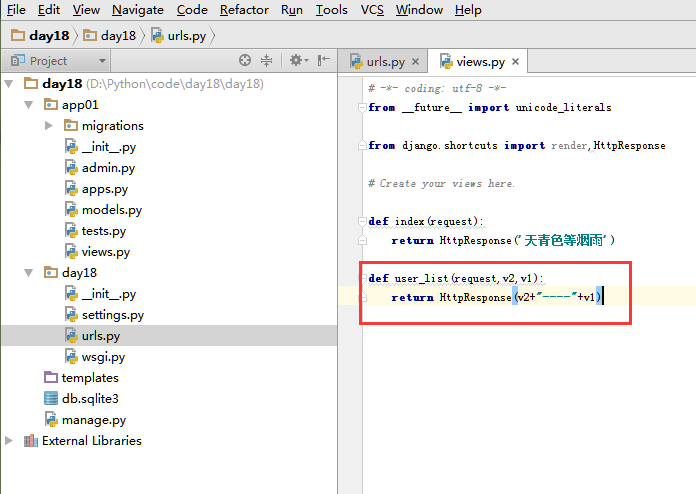 File Edit View Navigate Code Refactor Run Tools VCS Window Help
day18 day18 urls.py
Project
urls.py views.py
day18 (D:\Python\code\day18\day18)
app01
migrations
__init__.py
admin.py
apps.py
models.py
tests.py
views.py
day18
__init__.py
settings.py
urls.py
wsgi.py
templates
db.sqlite3
manage.py
External Libraries
# -*- coding: utf-8 -*-
from __future__ import unicode_literals
from django.shortcuts import render,HttpResponse
# Create your views here.
def index(request):
return HttpResponse('天青色等烟雨')
def user_list(request,v2,v1):
return HttpResponse(v2+"----"+v1)